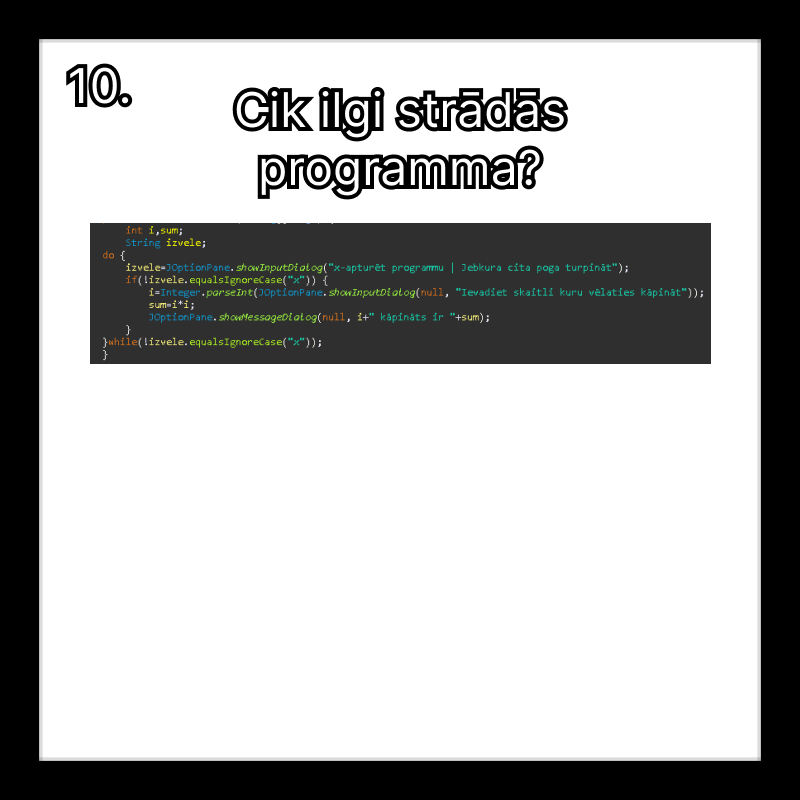 10.
Cik ilgi strādās
programma?
int i,sum;
String izvele;
do {
izvele=JOptionPane.showInputDialog("x-apturēt programmu | Jebkura cita poga turpināt");
if(!izvele.equalsIgnoreCase("x")) {
i=Integer.parseInt(JOptionPane.showInputDialog(null, "Ievadiet skaitli kuru vēlaties kāpināt"));
sum=i*i;
JOptionPane.showMessageDialog(null, i+" kāpināts ir "+sum);
}
}while(!izvele.equalsIgnoreCase("x"));
}